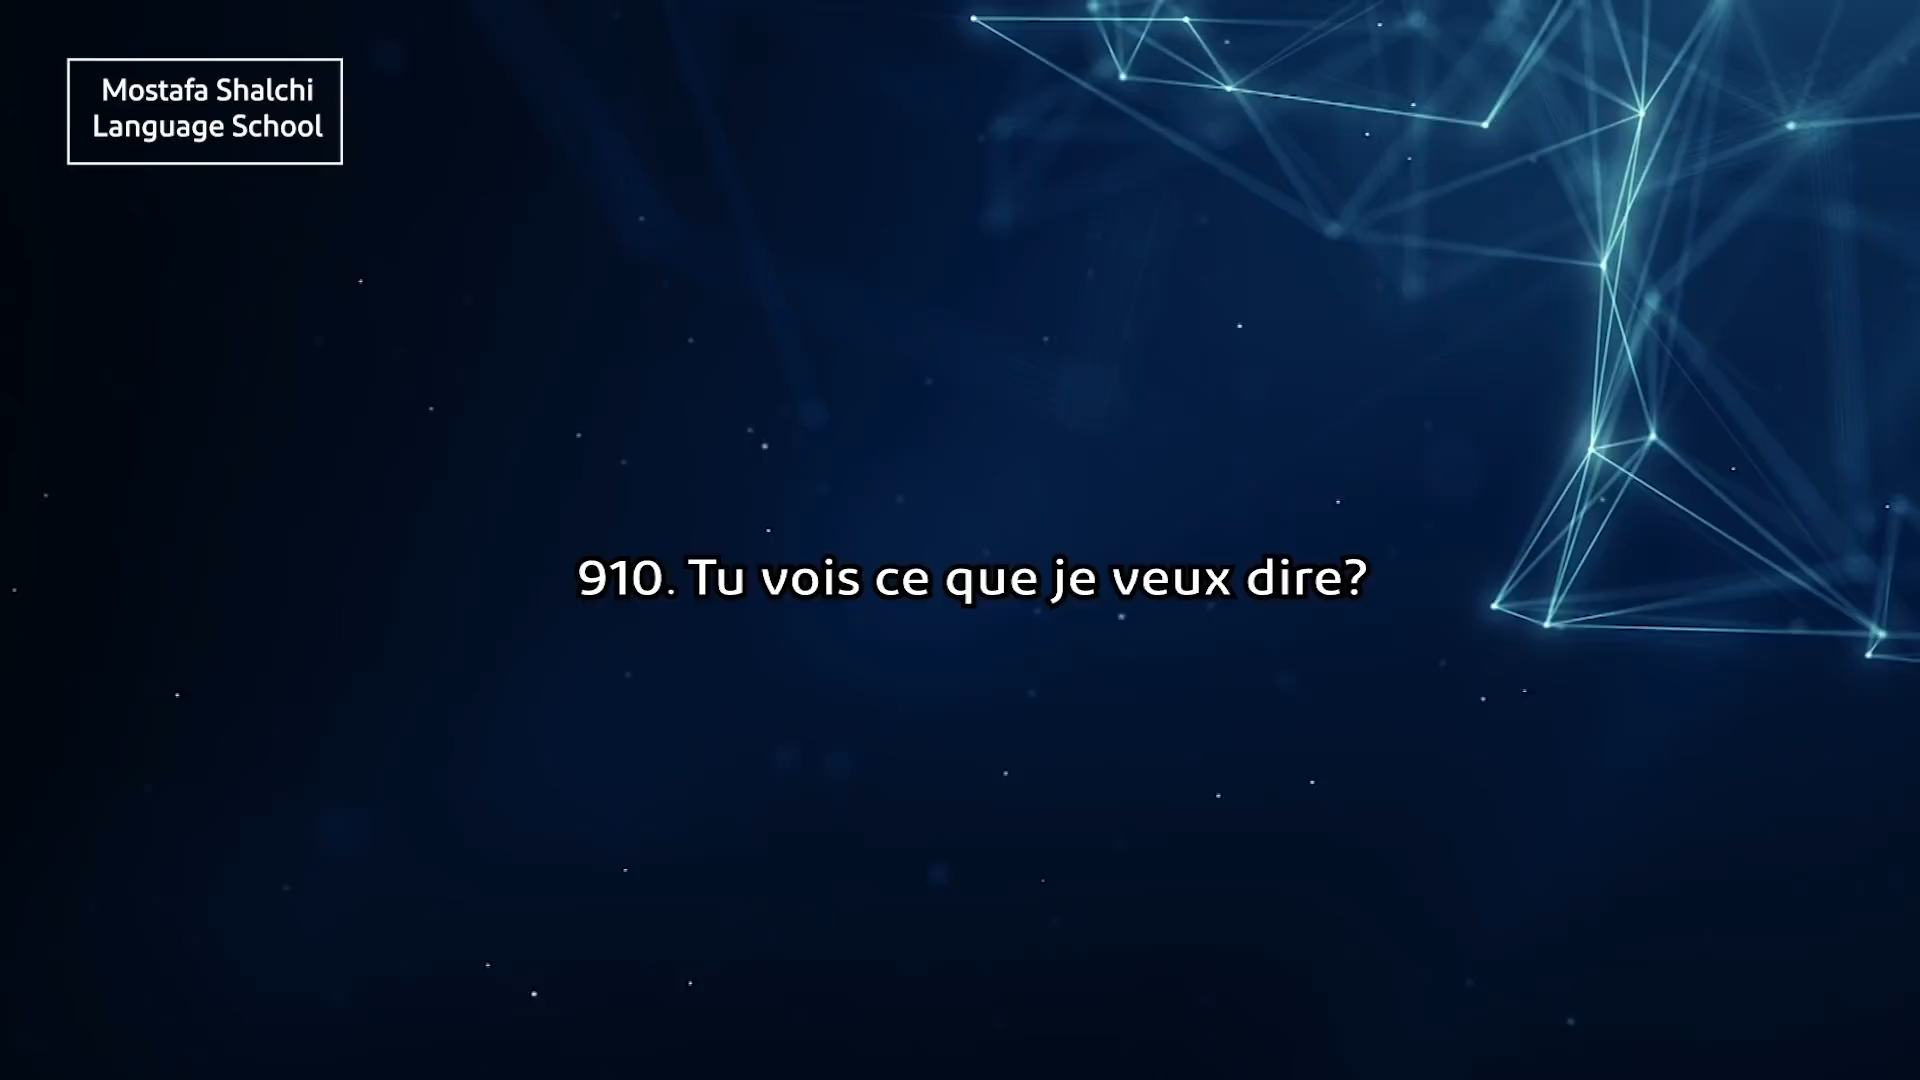 Mostafa Shalchi
Language School
910. Tu vois ce que je veux dire?